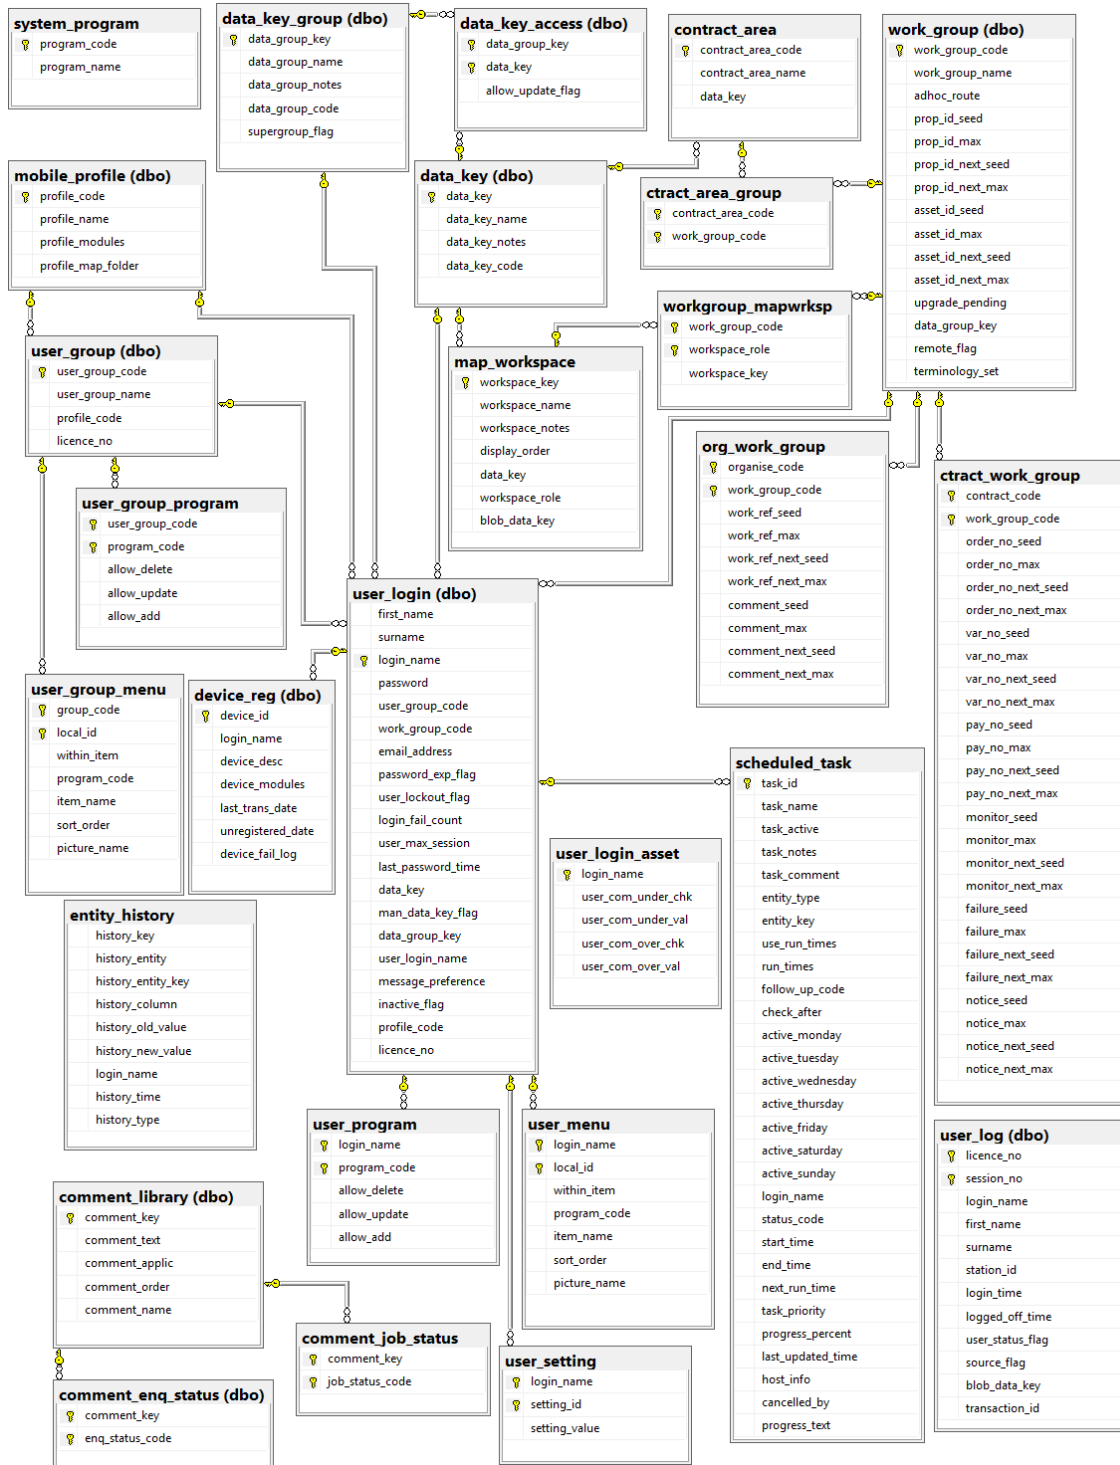 system_program
program_code
program_name
data_key_group (dbo)
data_group_key
data_group_name
data_group_notes
data_group_code
supergroup_flag
data_key_access (dbo)
data_group_key
data_key
allow_update_flag
contract_area
contract_area_code
contract_area_name
data_key
work_group (dbo)
work_group_code
work_group_name
adhoc_route
prop_id_seed
prop_id_max
prop_id_next_seed
prop_id_next_max
asset_id_seed
asset_id_max
asset_id_next_seed
asset_id_next_max
upgrade_pending
data_group_key
remote_flag
terminology_set
mobile_profile (dbo)
profile_code
profile_name
profile_modules
profile_map_folder
data_key (dbo)
data_key
data_key_name
data_key_notes
data_key_code
ctract_area_group
contract_area_code
work_group_code
workgroup_mapwrksp
work_group_code
workspace_role
workspace_key
user_group (dbo)
user_group_code
user_group_name
profile_code
licence_no
map_workspace
workspace_key
workspace_name
workspace_notes
display_order
data_key
workspace_role
blob_data_key
org_work_group
organise_code
work_group_code
work_ref_seed
work_ref_max
work_ref_next_seed
work_ref_next_max
comment_seed
comment_max
comment_next_seed
comment_next_max
ctract_work_group
contract_code
work_group_code
order_no_seed
order_no_max
order_no_next_seed
order_no_next_max
var_no_seed
var_no_max
var_no_next_seed
var_no_next_max
pay_no_seed
pay_no_max
pay_no_next_seed
pay_no_next_max
monitor_seed
monitor_max
monitor_next_seed
monitor_next_max
failure_seed
failure_max
failure_next_seed
failure_next_max
notice_seed
notice_max
notice_next_seed
notice_next_max
user_group_program
user_group_code
program_code
allow_delete
allow_update
allow_add
user_login (dbo)
first_name
surname
login_name
password
user_group_code
work_group_code
email_address
password_exp_flag
user_lockout_flag
login_fail_count
user_max_session
last_password_time
data_key
man_data_key_flag
data_group_key
user_login_name
message_preference
inactive_flag
profile_code
licence_no
user_group_menu
group_code
local_id
within_item
program_code
item_name
sort_order
picture_name
device_reg (dbo)
device_id
login_name
device_desc
device_modules
last_trans_date
unregistered_date
device_fail_log
scheduled_task
task_id
task_name
task_active
task_notes
task_comment
entity_type
entity_key
use_run_times
run_times
follow_up_code
check_after
active_monday
active_tuesday
active_wednesday
active_thursday
active_friday
active_saturday
active_sunday
login_name
status_code
start_time
end_time
next_run_time
task_priority
progress_percent
last_updated_time
host_info
cancelled_by
progress_text
user_login_asset
login_name
user_com_under_chk
user_com_under_val
user_com_over_chk
user_com_over_val
entity_history
history_key
history_entity
history_entity_key
history_column
history_old_value
history_new_value
login_name
history_time
history_type
user_program
login_name
program_code
allow_delete
allow_update
allow_add
user_menu
login_name
local_id
within_item
program_code
item_name
sort_order
picture_name
user_log (dbo)
licence_no
session_no
login_name
first_name
surname
station_id
login_time
logged_off_time
user_status_flag
source_flag
blob_data_key
transaction_id
comment_library (dbo)
comment_key
comment_text
comment_applic
comment_order
comment_name
comment_job_status
comment_key
job_status_code
user_setting
login_name
setting_id
setting_value
comment_enq_status (dbo)
comment_key
enq_status_code